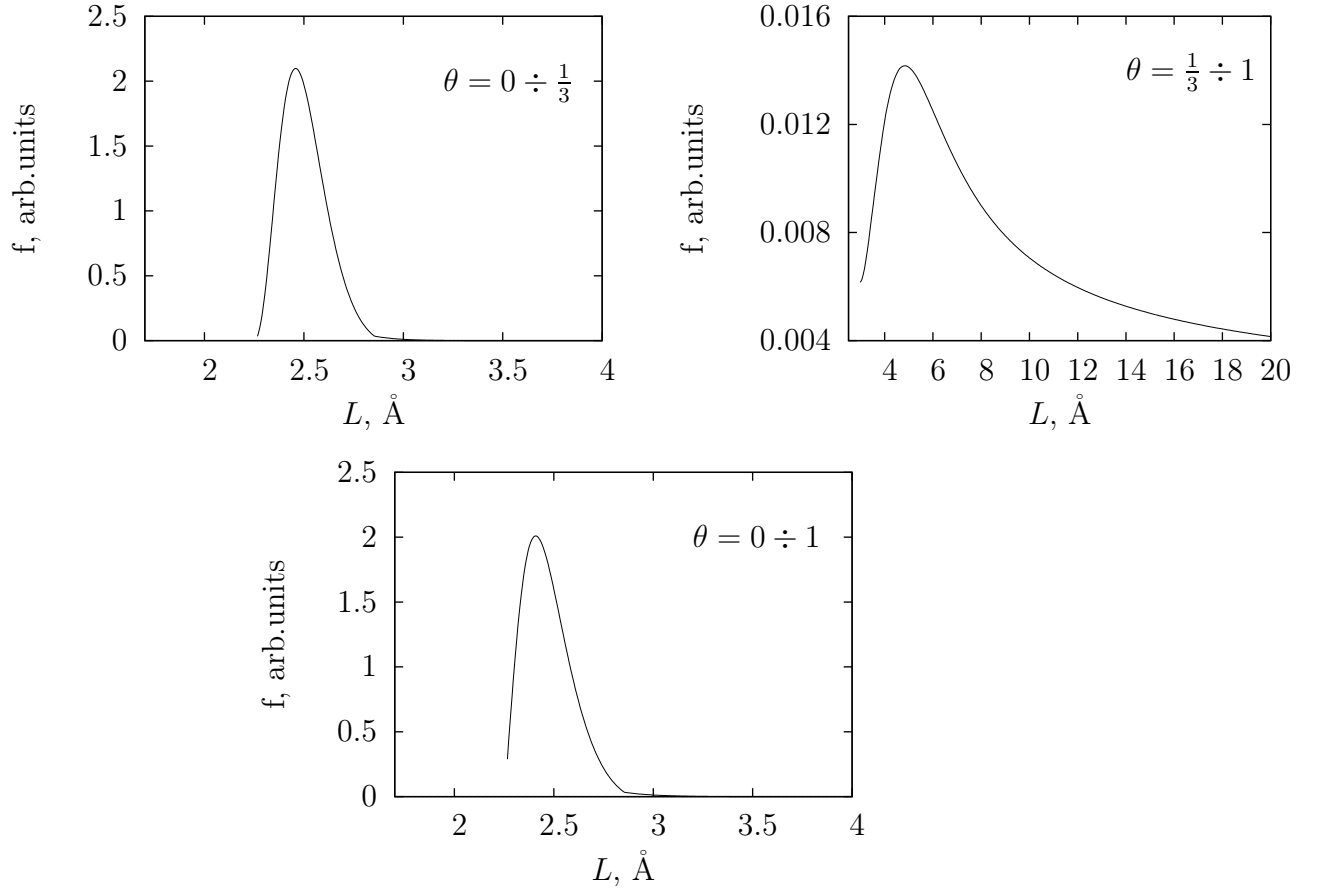 2.5
2
1.5
1
0.5
0
f, arb.units
θ = 0 ÷ 1/3
2 2.5 3 3.5 4
L, Å
0.016
0.012
0.008
0.004
f, arb.units
θ = 1/3 ÷ 1
4 6 8 10 12 14 16 18 20
L, Å
2.5
2
1.5
1
0.5
0
f, arb.units
θ = 0 ÷ 1
2 2.5 3 3.5 4
L, Å